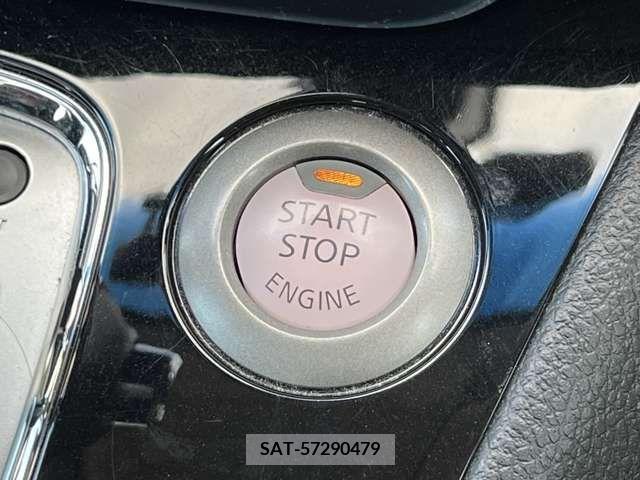 START
STOP
ENGINE
SAT-57290479